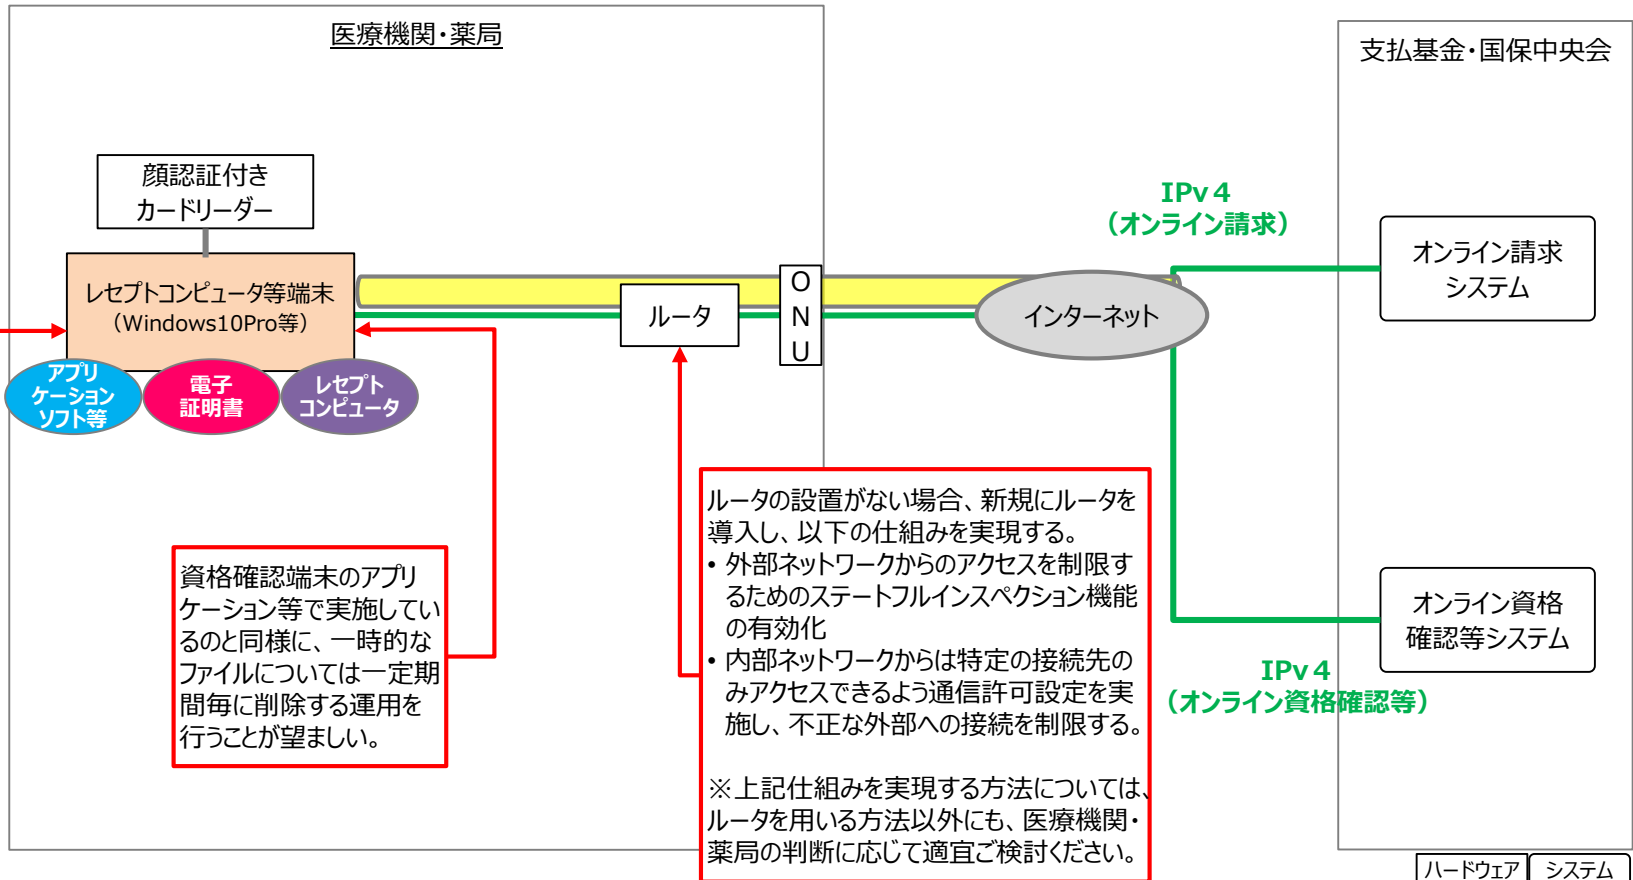 医療機関・薬局
支払基金・国保中央会
顔認証付き
カードリーダー
レセプトコンピュータ等端末
（Windows10Pro等）
アプリ
ケーション
ソフト等
電子
証明書
レセプト
コンピュータ
ルータ
O
N
U
インターネット
IPv４
（オンライン請求）
オンライン請求
システム
オンライン資格
確認等システム
IPv４
（オンライン資格確認等）
資格確認端末のアプリ
ケーション等で実施してい
るのと同様に、一時的な
ファイルについては一定期
間毎に削除する運用を
行うことが望ましい。
ルータの設置がない場合、新規にルータを
導入し、以下の仕組みを実現する。
• 外部ネットワークからのアクセスを制限す
るためのステートフルインスペクション機能
の有効化
• 内部ネットワークからは特定の接続先の
みアクセスできるよう通信許可設定を実
施し、不正な外部への接続を制限する。
※上記仕組みを実現する方法については、
ルータを用いる方法以外にも、医療機関・
薬局の判断に応じて適宜ご検討ください。
ハードウェア
システム